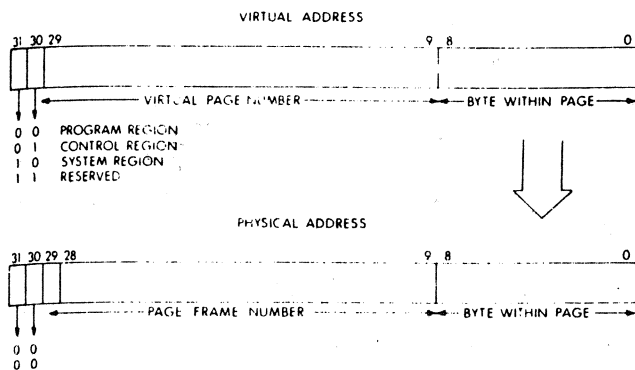 VIRTUAL ADDRESS
31 30 29 9 8 0
VIRTUAL PAGE NUMBER BYTE WITHIN PAGE
0 0 PROGRAM REGION
0 1 CONTROL REGION
1 0 SYSTEM REGION
1 1 RESERVED
PHYSICAL ADDRESS
31 30 29 28 9 8 0
PAGE FRAME NUMBER BYTE WITHIN PAGE
0 0
0 0